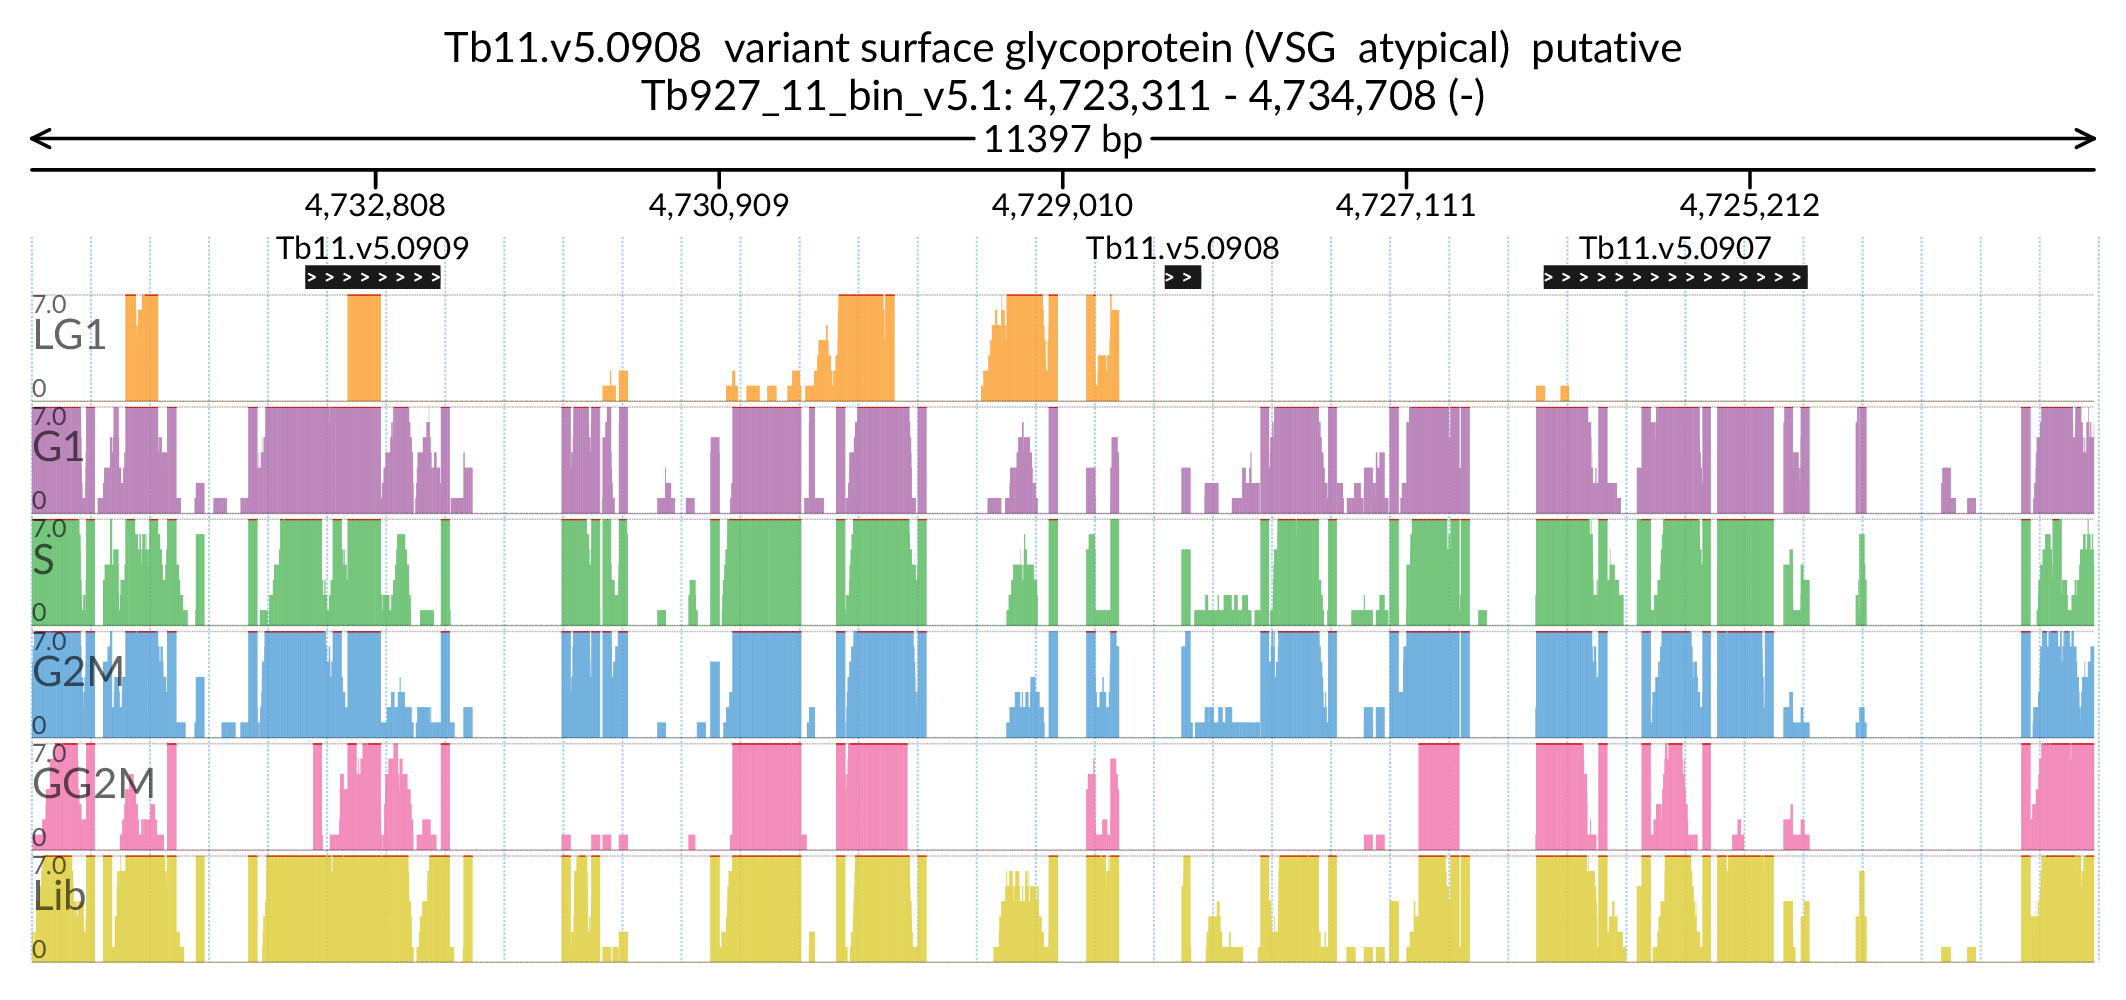 Tb11.v5.0908  variant surface glycoprotein (VSG  atypical)  putative
Tb927_11_bin_v5.1: 4,723,311 - 4,734,708 (-)
11397 bp
4,732,808 4,730,909 4,729,010 4,727,111 4,725,212
Tb11.v5.0909 Tb11.v5.0908 Tb11.v5.0907
7.0
LG1
0
7.0
G1
0
7.0
S
0
7.0
G2M
0
7.0
GG2M
0
7.0
Lib
0